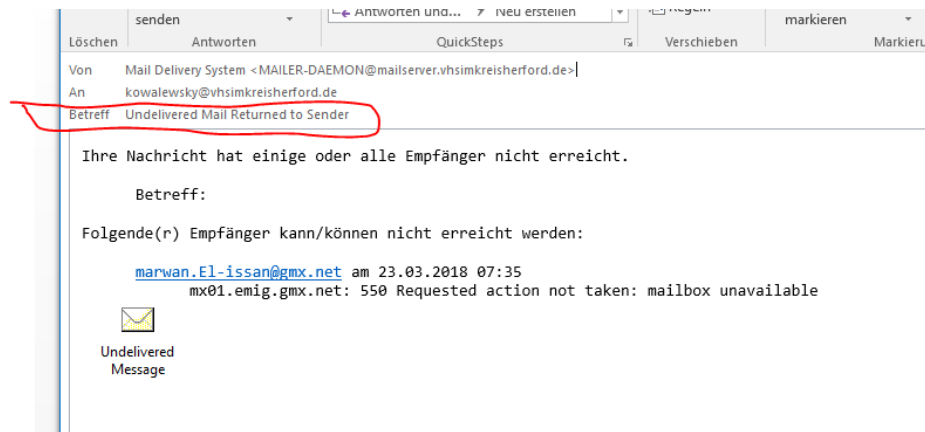 senden
Antworten und... Neu erstellen
markieren
Löschen Antworten QuickSteps Verschieben
Von Mail Delivery System <MAILER-DAEMON@mailserver.vhsimkreisherford.de>
An kowalewsky@vhsimkreisherford.de
Betreff Undelivered Mail Returned to Sender
Ihre Nachricht hat einige oder alle Empfänger nicht erreicht.
Betreff:
Folgende(r) Empfänger kann/können nicht erreicht werden:
marwan.El-issan@gmx.net am 23.03.2018 07:35
mx01.emig.gmx.net: 550 Requested action not taken: mailbox unavailable
Undelivered
Message